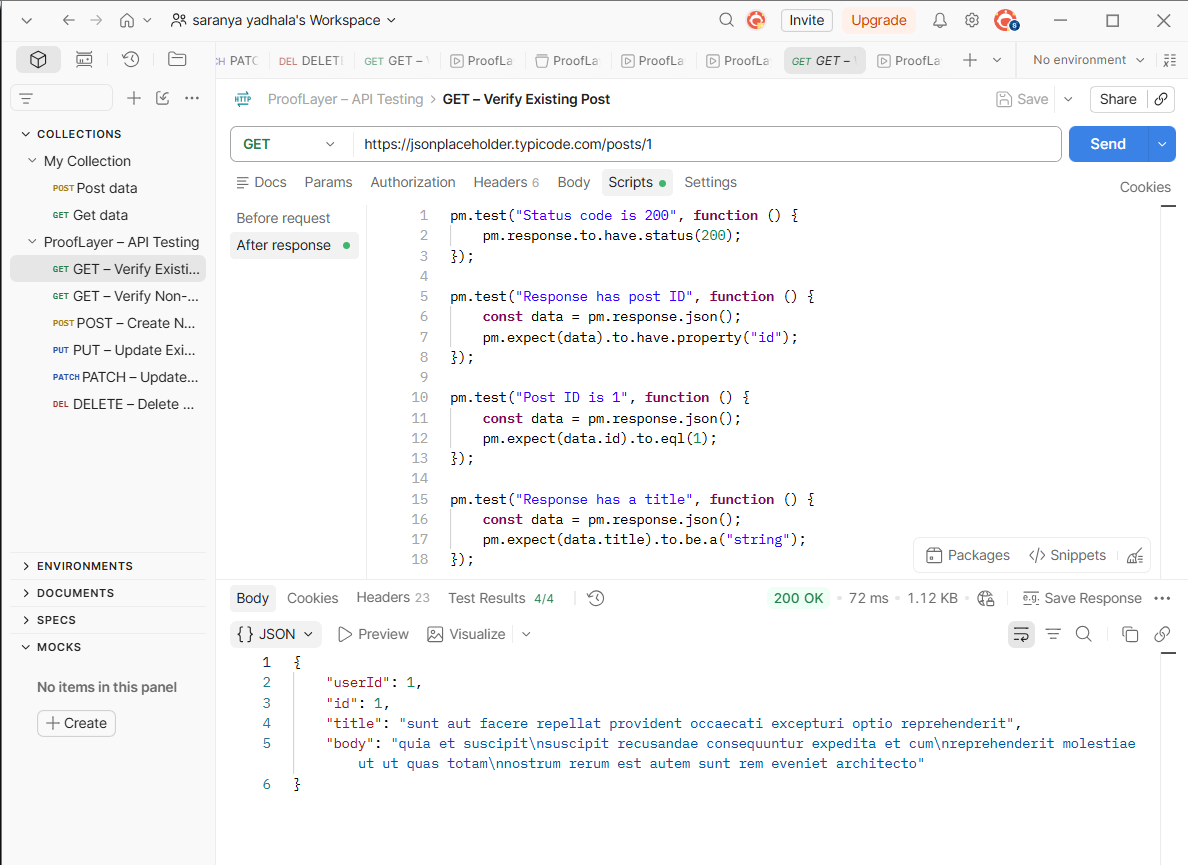 saranya yadhala's Workspace
Invite
Upgrade
PATC
DEL DELET
GET GET –
ProofLa
ProofLa
ProofLa
ProofLa
GET GET –
ProofLa
No environment
HTTP
ProofLayer – API Testing > GET – Verify Existing Post
Save
Share
GET
https://jsonplaceholder.typicode.com/posts/1
Send
Docs
Params
Authorization
Headers 6
Body
Scripts
Settings
Cookies
COLLECTIONS
My Collection
POST Post data
GET Get data
ProofLayer – API Testing
GET GET – Verify Existi...
GET GET – Verify Non-...
POST POST – Create N...
PUT PUT – Update Exi...
PATCH PATCH – Update...
DEL DELETE – Delete ...
ENVIRONMENTS
DOCUMENTS
SPECS
MOCKS
No items in this panel
Create
Before request
After response
1 pm.test("Status code is 200", function () {
2 pm.response.to.have.status(200);
3 });
4
5 pm.test("Response has post ID", function () {
6 const data = pm.response.json();
7 pm.expect(data).to.have.property("id");
8 });
9
10 pm.test("Post ID is 1", function () {
11 const data = pm.response.json();
12 pm.expect(data.id).to.eql(1);
13 });
14
15 pm.test("Response has a title", function () {
16 const data = pm.response.json();
17 pm.expect(data.title).to.be.a("string");
18 });
Packages
</> Snippets
Body
Cookies
Headers 23
Test Results 4/4
200 OK
72 ms
1.12 KB
e.g. Save Response
{} JSON
Preview
Visualize
1 {
2 "userId": 1,
3 "id": 1,
4 "title": "sunt aut facere repellat provident occaecati excepturi optio reprehenderit",
5 "body": "quia et suscipit\nsuscipit recusandae consequuntur expedita et cum\nreprehenderit molestiae
ut ut quas totam\nnostrum rerum est autem sunt rem eveniet architecto"
6 }